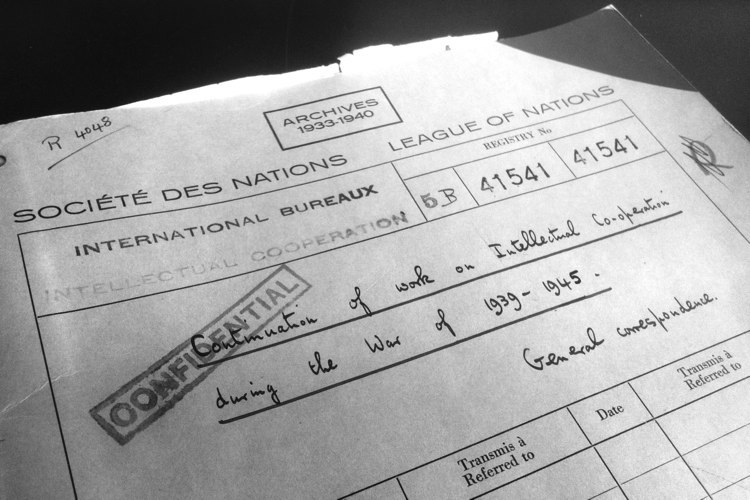 R 4048
ARCHIVES
1933-1940
SOCIÉTÉ DES NATIONS LEAGUE OF NATIONS
REGISTRY No
INTERNATIONAL BUREAUX
INTELLECTUAL COOPERATION
5B 41541 41541
CONFIDENTIAL
Continuation of work on Intellectual Co-operation
during the War of 1939-1945.
General correspondence.
Transmis à
Referred to
Date
Transmis à
Referred to